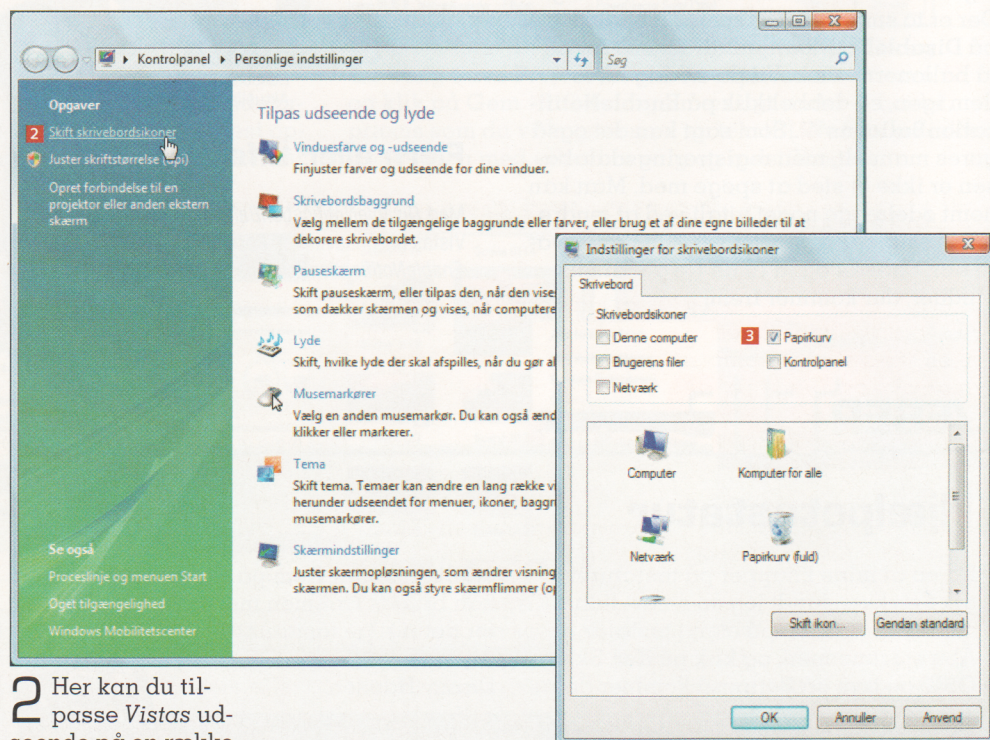 Kontrolpanel ▸ Personlige indstillinger
Søg
Opgaver
2 Skift skrivebordsikoner
Juster skriftstørrelse (dpi)
Opret forbindelse til en
projektor eller anden ekstern
skærm
Se også
Proceslinje og menuen Start
Øget tilgængelighed
Windows Mobilitetscenter
Tilpas udseende og lyde
Vinduesfarve og -udseende
Finjuster farver og udseende for dine vinduer.
Skrivebordsbaggrund
Vælg mellem de tilgængelige baggrunde eller farver, eller brug et af dine egne billeder til at
dekorere skrivebordet.
Pauseskærm
Skift pauseskærm, eller tilpas den, når den vise
som dækker skærmen og vises, når computere
Lyde
Skift, hvilke lyde der skal afspilles, når du gør al
Musemarkører
Vælg en anden musemarkør. Du kan også ænd
klikker eller markerer.
Tema
Skift tema. Temaer kan ændre en lang række vi
herunder udseendet for menuer, ikoner, baggr
musemarkører.
Skærmindstillinger
Juster skærmopløsningen, som ændrer visning
skærmen. Du kan også styre skærmflimmer (op
Indstillinger for skrivebordsikoner
Skrivebord
Skrivebordsikoner
Denne computer 3 Papirkurv
Brugerens filer Kontrolpanel
Netværk
Computer Komputer for alle
Netværk Papirkurv (fuld)
Skift ikon... Gendan standard
OK Annuller Anvend
2 Her kan du til-
passe Vistas ud-